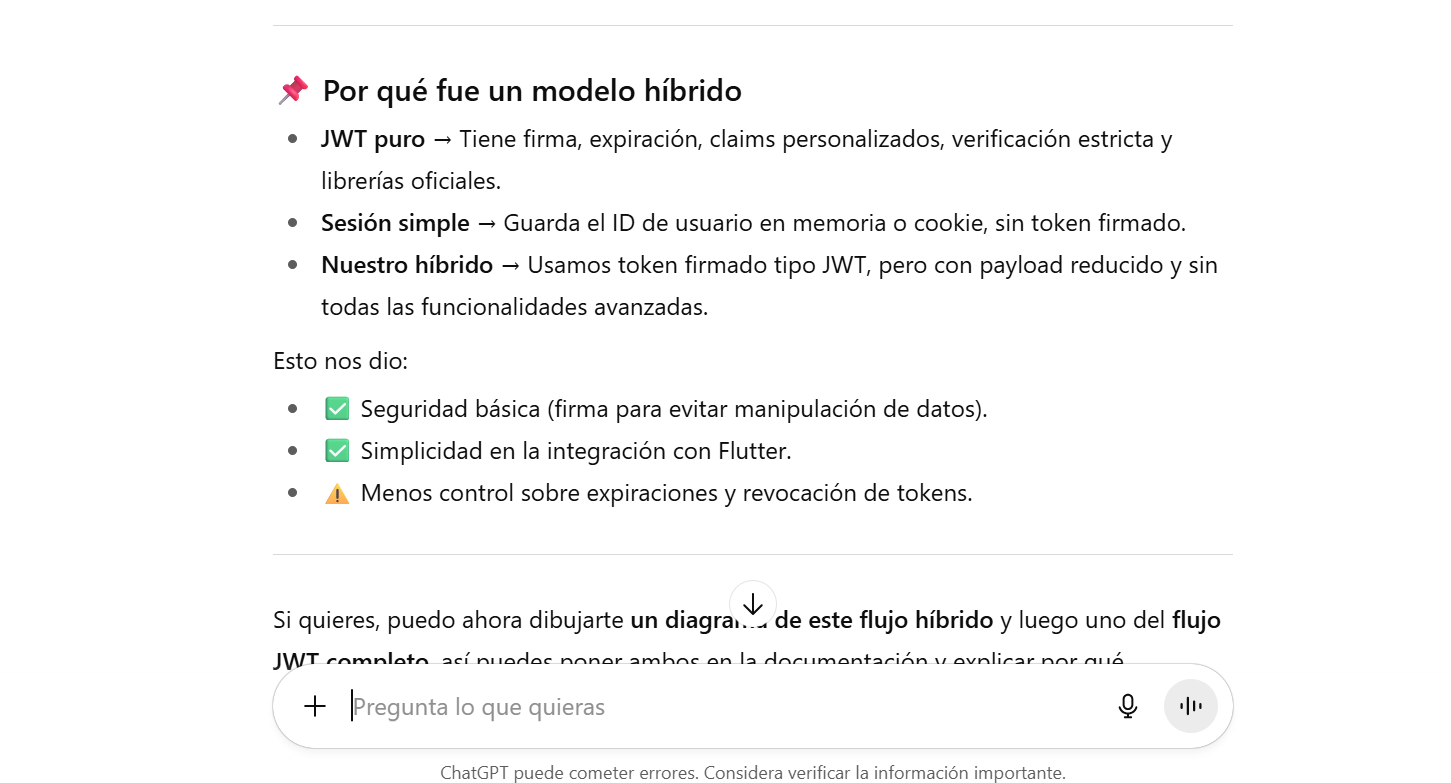 Por qué fue un modelo híbrido
JWT puro → Tiene firma, expiración, claims personalizados, verificación estricta y
librerías oficiales.
Sesión simple → Guarda el ID de usuario en memoria o cookie, sin token firmado.
Nuestro híbrido → Usamos token firmado tipo JWT, pero con payload reducido y sin
todas las funcionalidades avanzadas.
Esto nos dio:
Seguridad básica (firma para evitar manipulación de datos).
Simplicidad en la integración con Flutter.
Menos control sobre expiraciones y revocación de tokens.
Si quieres, puedo ahora dibujarte un diagrama de este flujo híbrido y luego uno del flujo
JWT completo, así puedes poner ambos en la documentación y explicar por qué
Pregunta lo que quieras
ChatGPT puede cometer errores. Considera verificar la información importante.